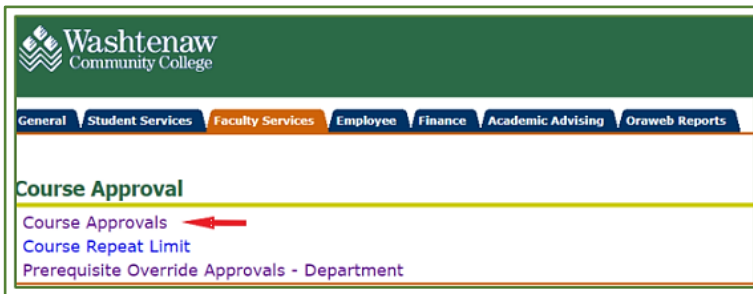 Washtenaw
Community College
General Student Services Faculty Services Employee Finance Academic Advising Oraweb Reports
Course Approval
Course Approvals
Course Repeat Limit
Prerequisite Override Approvals - Department